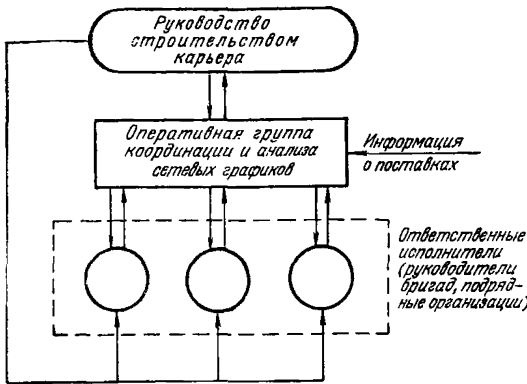 Руководство
строительством
карьера
Оперативная группа
координации и анализа
сетевых графиков
Информация
о поставках
Ответственные
исполнители
(руководители
бригад, подряд-
ные организации)